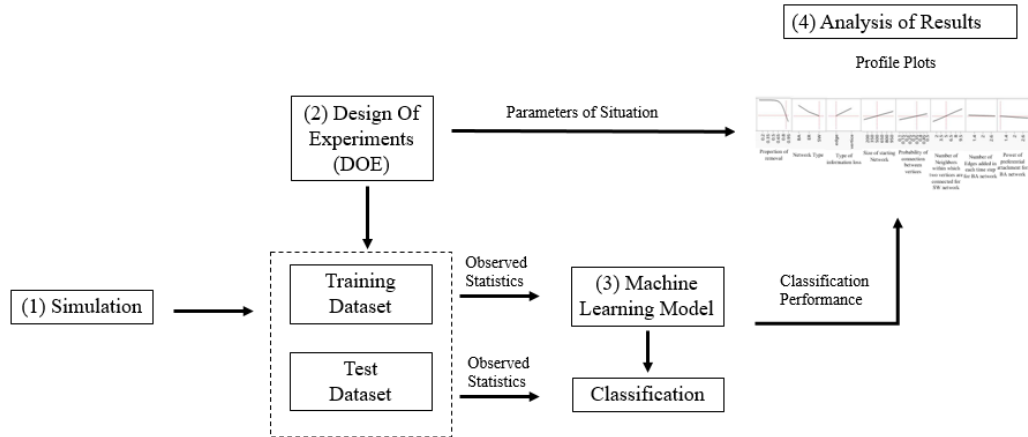 (4) Analysis of Results
Profile Plots
(2) Design Of
Experiments
(DOE)
Parameters of Situation
Proportion of
removal
Network Type
Type of
information loss
Size of starting
Network
Probability of
connection
between
vertices
Number of
Neighbors
within which
two vertices are
connected for
SW network
Number of
Edges added in
each time step
for BA network
Power of
preferential
attachment for
BA network
(1) Simulation
Training
Dataset
Observed
Statistics
(3) Machine
Learning Model
Classification
Performance
Test
Dataset
Observed
Statistics
Classification